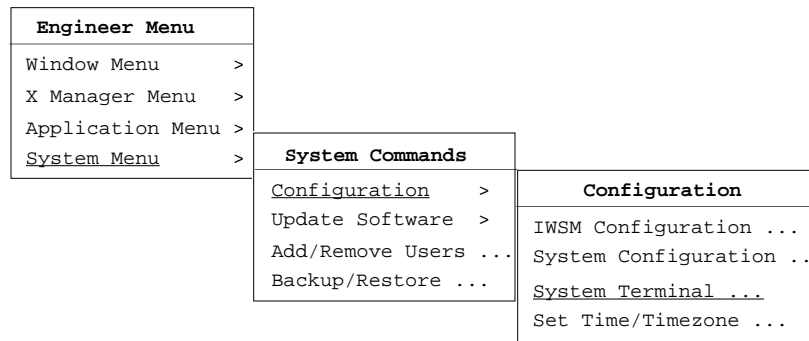 Engineer Menu
Window Menu >
X Manager Menu >
Application Menu >
System Menu >
System Commands
Configuration >
Update Software >
Add/Remove Users ...
Backup/Restore ...
Configuration
IWSM Configuration ...
System Configuration ..
System Terminal ...
Set Time/Timezone ...